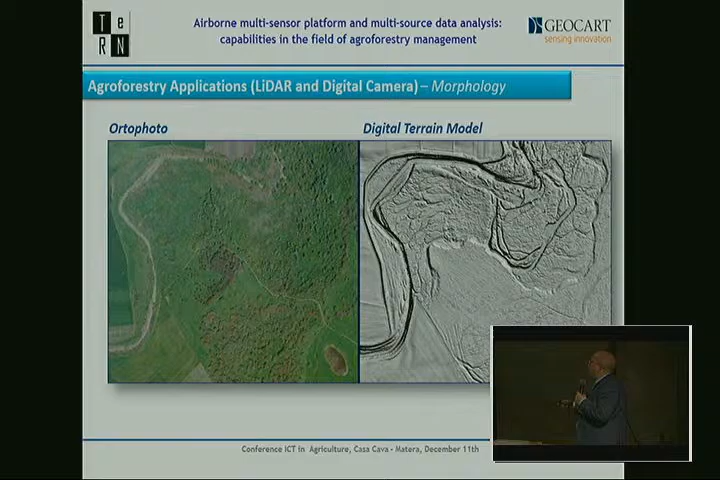 TeRN
Airborne multi-sensor platform and multi-source data analysis:
capabilities in the field of agroforestry management
GEOCART
sensing innovation
Agroforestry Applications (LiDAR and Digital Camera) – Morphology
Ortophoto
Digital Terrain Model
Conference ICT in Agriculture, Casa Cava - Matera, December 11th